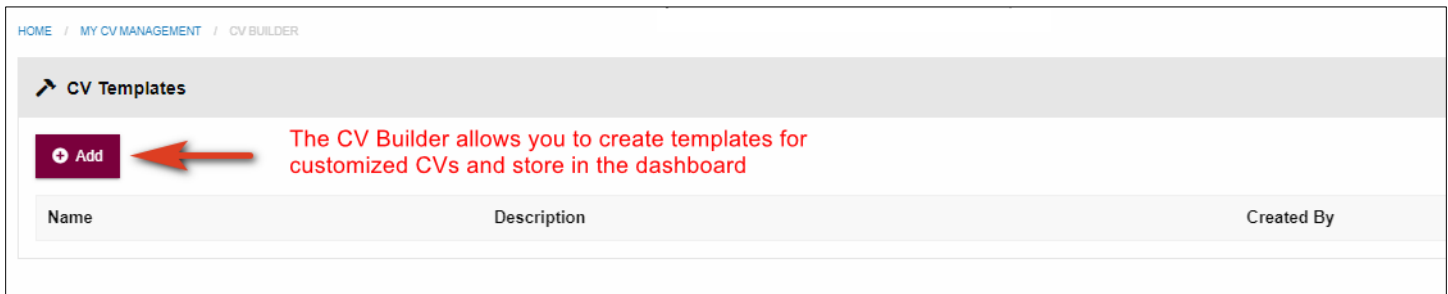 HOME / MY CV MANAGEMENT / CV BUILDER
CV Templates
Add
The CV Builder allows you to create templates for
customized CVs and store in the dashboard
Name Description Created By